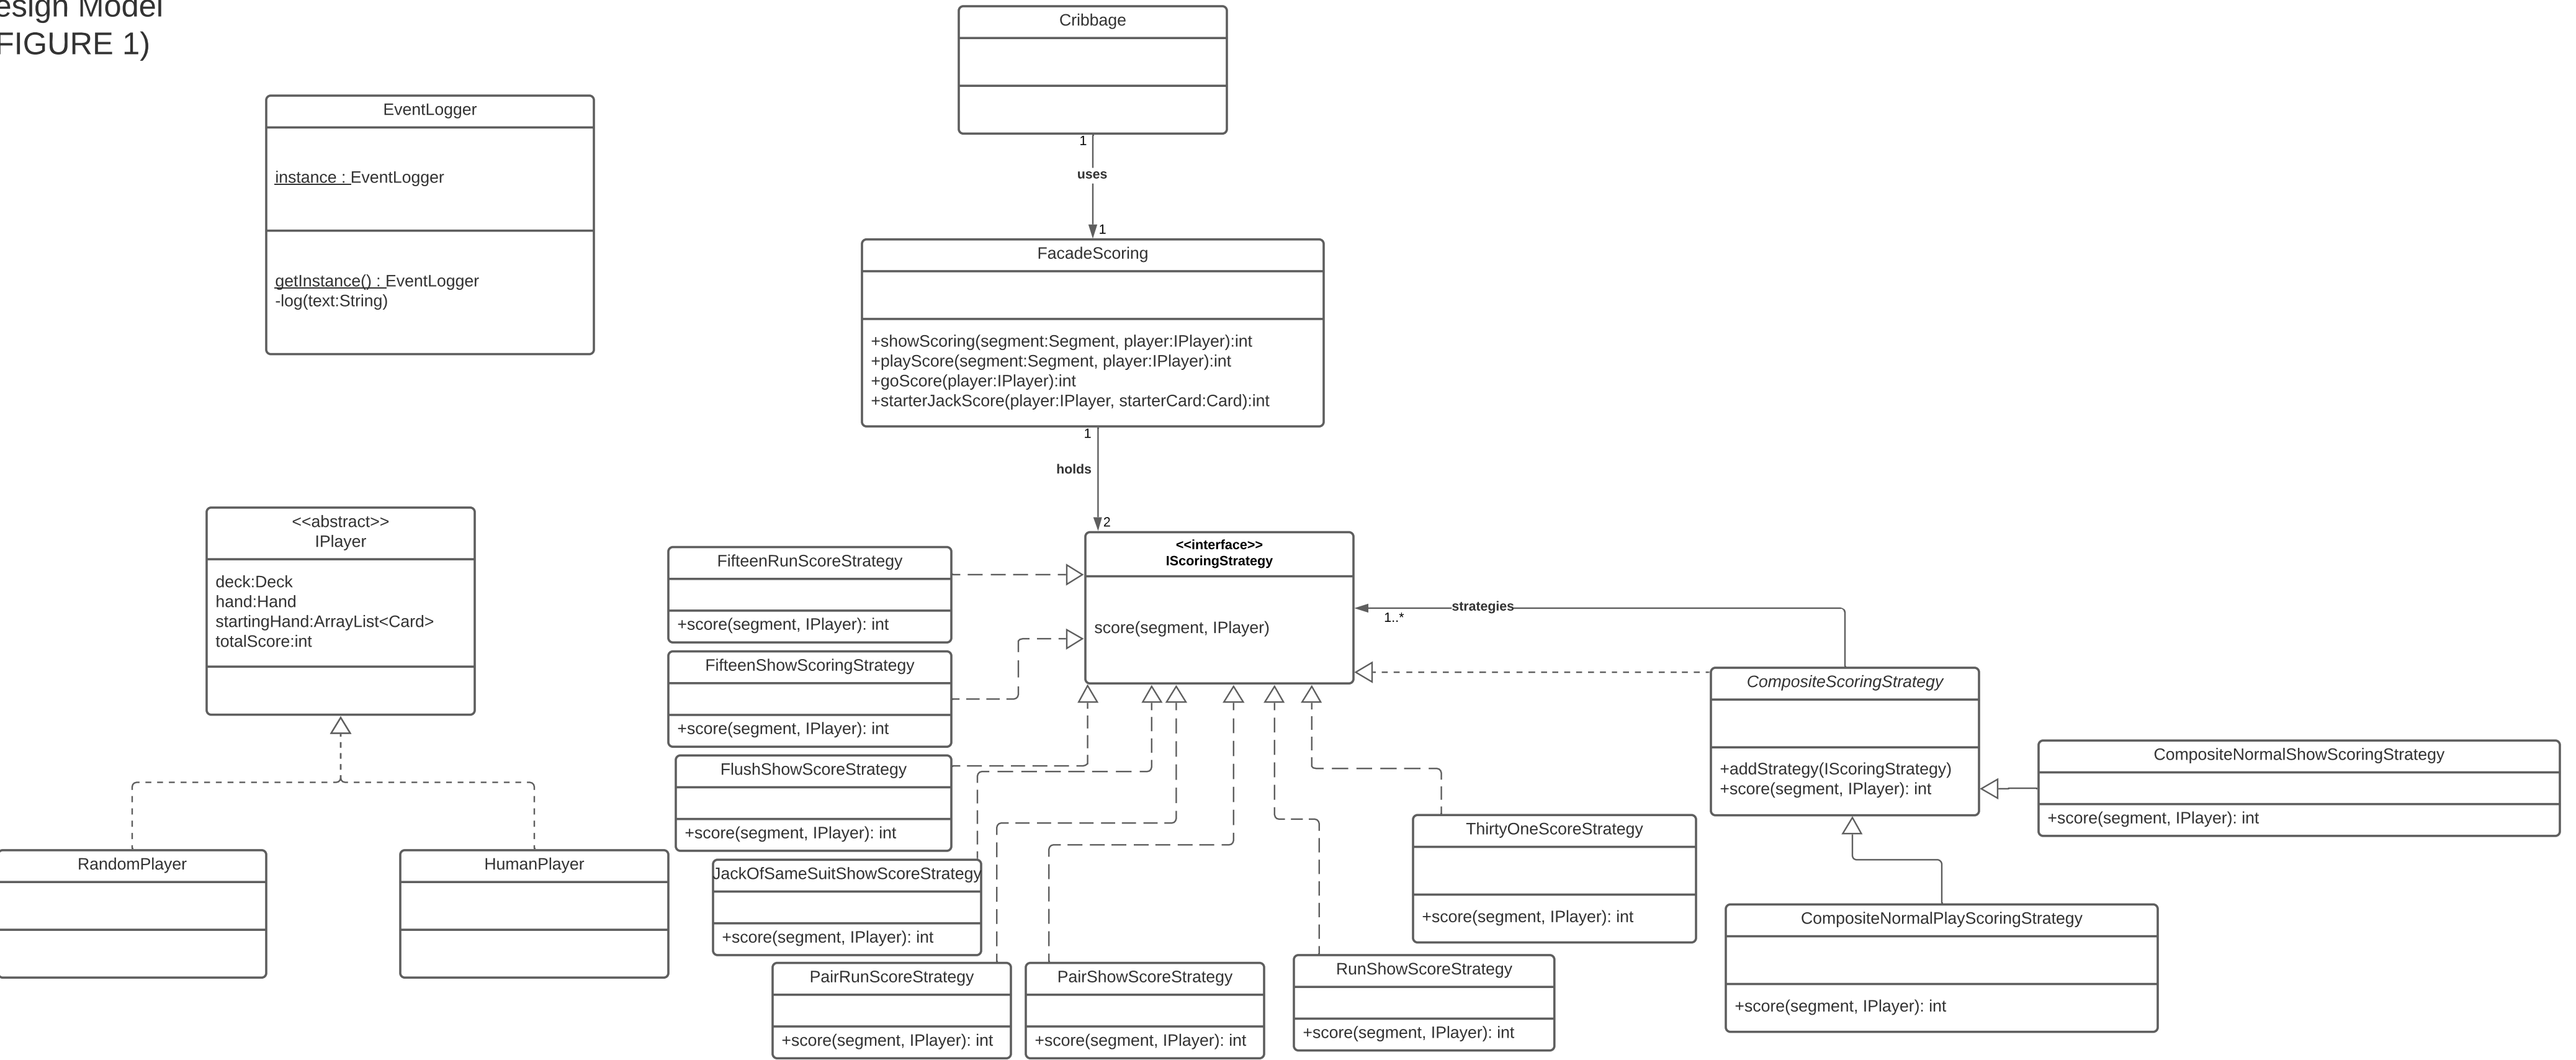 esign Model
FIGURE 1)
Cribbage
1
uses
1
EventLogger
instance : EventLogger
getInstance() : EventLogger
-log(text:String)
FacadeScoring
+showScoring(segment:Segment, player:IPlayer):int
+playScore(segment:Segment, player:IPlayer):int
+goScore(player:IPlayer):int
+starterJackScore(player:IPlayer, starterCard:Card):int
1
holds
2
<<abstract>>
IPlayer
deck:Deck
hand:Hand
startingHand:ArrayList<Card>
totalScore:int
RandomPlayer
HumanPlayer
<<interface>>
IScoringStrategy
score(segment, IPlayer)
strategies
1..*
FifteenRunScoreStrategy
+score(segment, IPlayer): int
FifteenShowScoringStrategy
+score(segment, IPlayer): int
FlushShowScoreStrategy
+score(segment, IPlayer): int
JackOfSameSuitShowScoreStrategy
+score(segment, IPlayer): int
PairRunScoreStrategy
+score(segment, IPlayer): int
PairShowScoreStrategy
+score(segment, IPlayer): int
RunShowScoreStrategy
+score(segment, IPlayer): int
ThirtyOneScoreStrategy
+score(segment, IPlayer): int
CompositeScoringStrategy
+addStrategy(IScoringStrategy)
+score(segment, IPlayer): int
CompositeNormalShowScoringStrategy
+score(segment, IPlayer): int
CompositeNormalPlayScoringStrategy
+score(segment, IPlayer): int